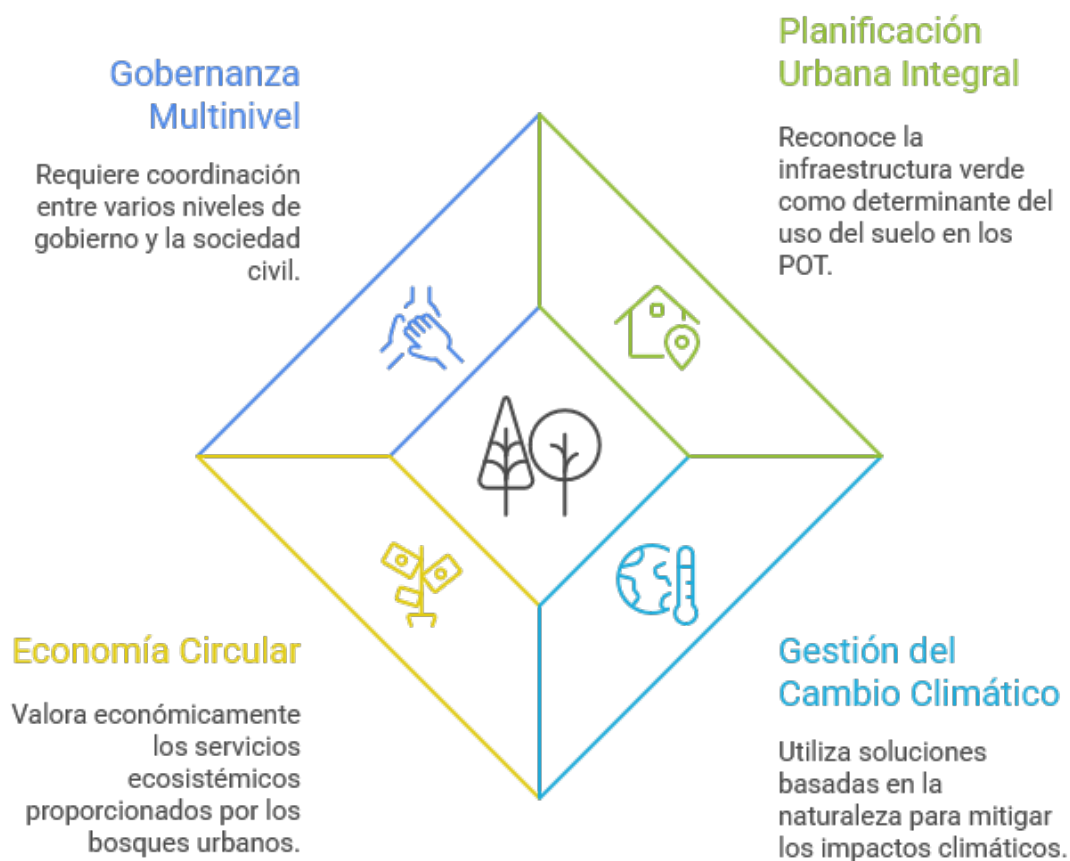 Gobernanza
Multinivel
Requiere coordinación
entre varios niveles de
gobierno y la sociedad
civil.
Planificación
Urbana Integral
Reconoce la
infraestructura verde
como determinante del
uso del suelo en los
POT.
Economía Circular
Valora económicamente
los servicios
ecosistémicos
proporcionados por los
bosques urbanos.
Gestión del
Cambio Climático
Utiliza soluciones
basadas en la
naturaleza para mitigar
los impactos climáticos.